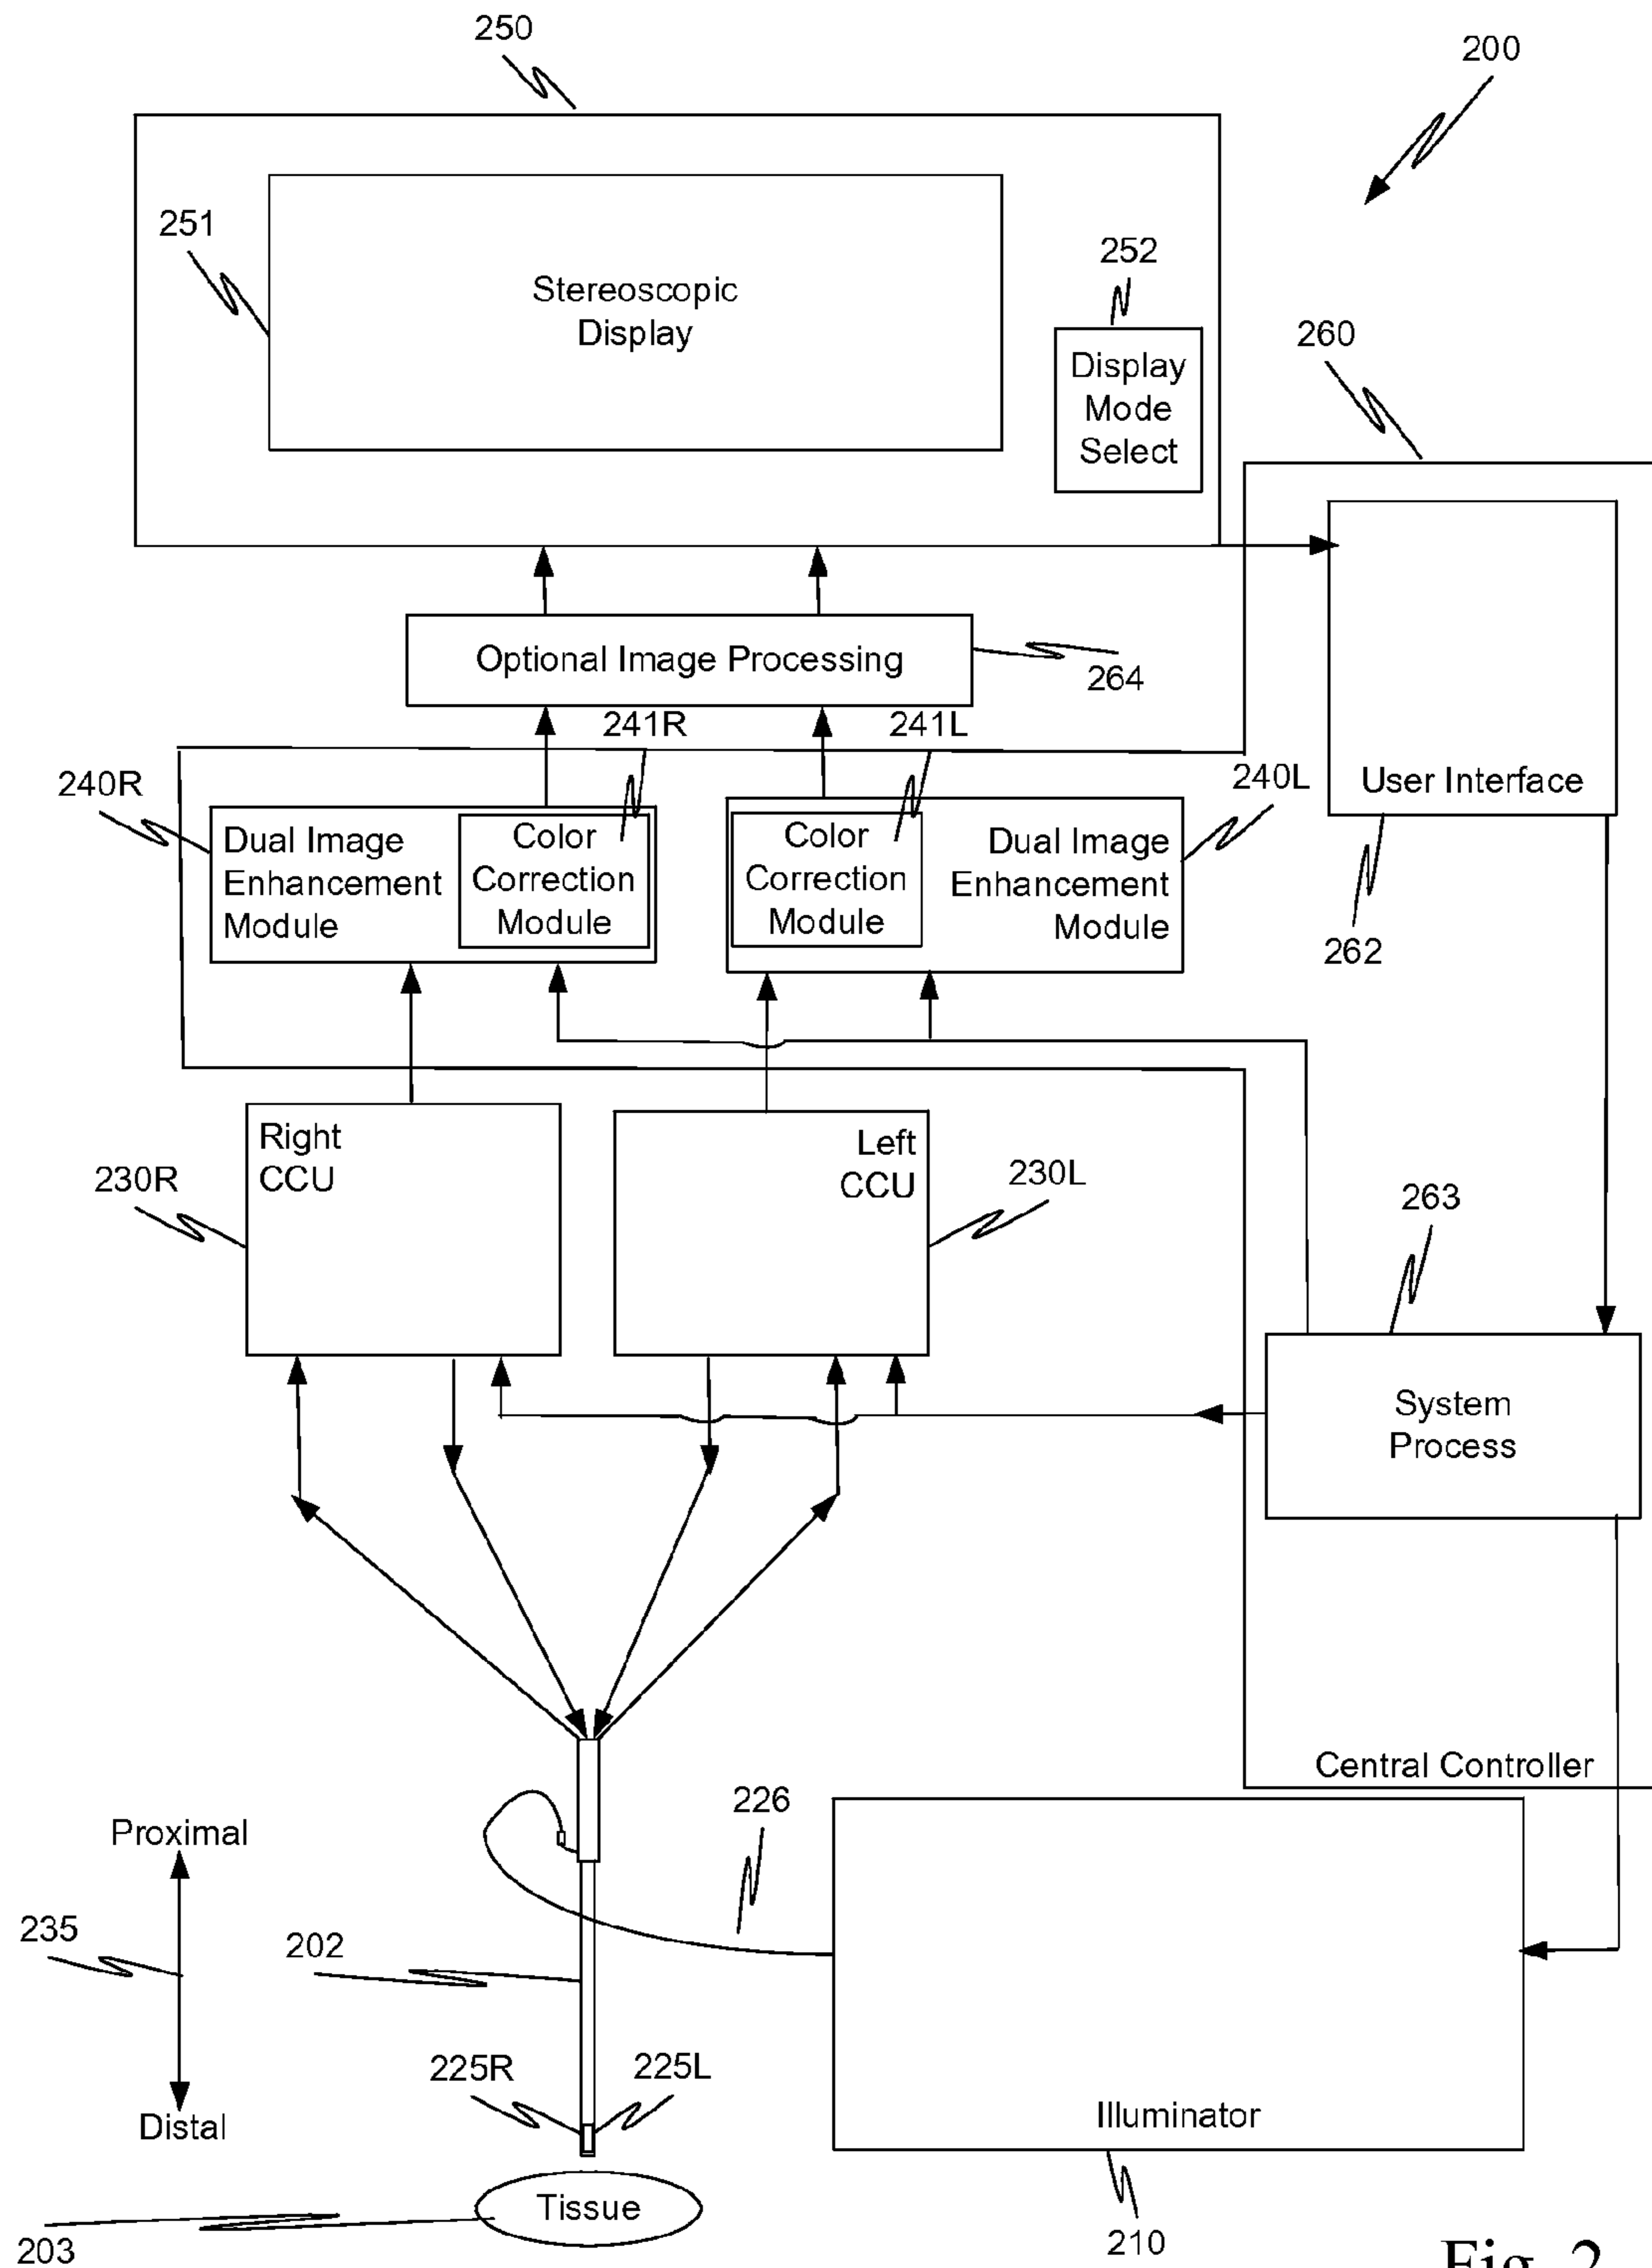 250
200
251
Stereoscopic
Display
252
Display
Mode
Select
260
Optional Image Processing
264
241R
241L
240R
240L
User Interface
262
Dual Image
Enhancement
Module
Color
Correction
Module
Color
Correction
Module
Dual Image
Enhancement
Module
Right
CCU
Left
CCU
230R
230L
263
System
Process
Central Controller
226
Proximal
235
202
225R
225L
Distal
Illuminator
Tissue
203
210
Fig. 2